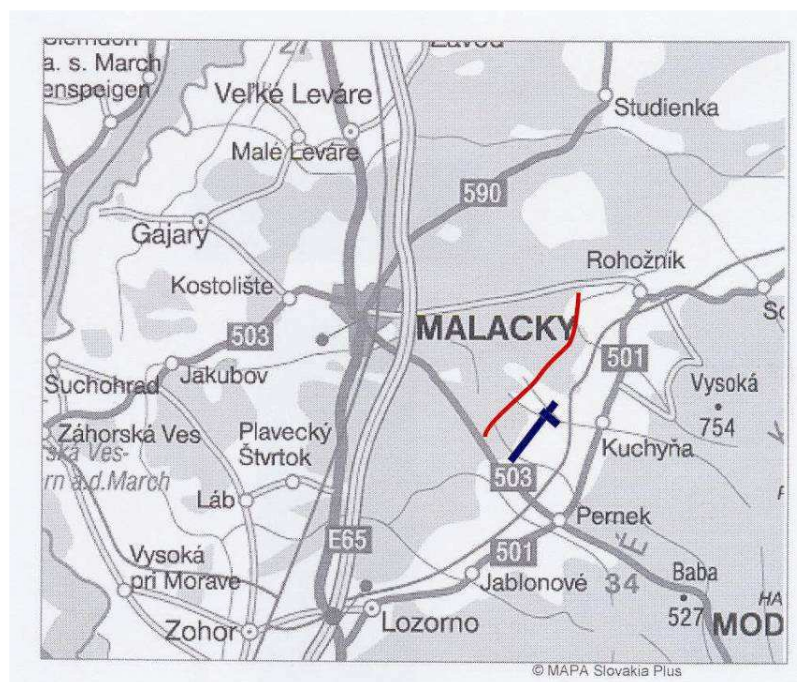 a. s. March
27
Veľké Leváre
Studienka
Malé Leváre
590
Gajary
Rohožník
Kostolište
MALACKY
503
501
Jakubov
Suchohrad
Vysoká
754
Záhorská Ves
Plavecký
Štvrtok
Kuchyňa
503
Láb
Pernek
E65
Vysoká
pri Morave
501
Baba
Jablonové
34
527
MOD
Zohor
Lozorno
© MAPA Slovakia Plus